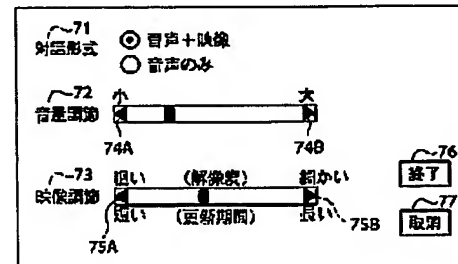 71
対話形式 音声+映像
音声のみ
72
小 大
音量調節
74A 74B
76
73 終了
粗い (解像度) 細かい
映像調節
77
75A 短い (更新期間) 長い 75B 取消